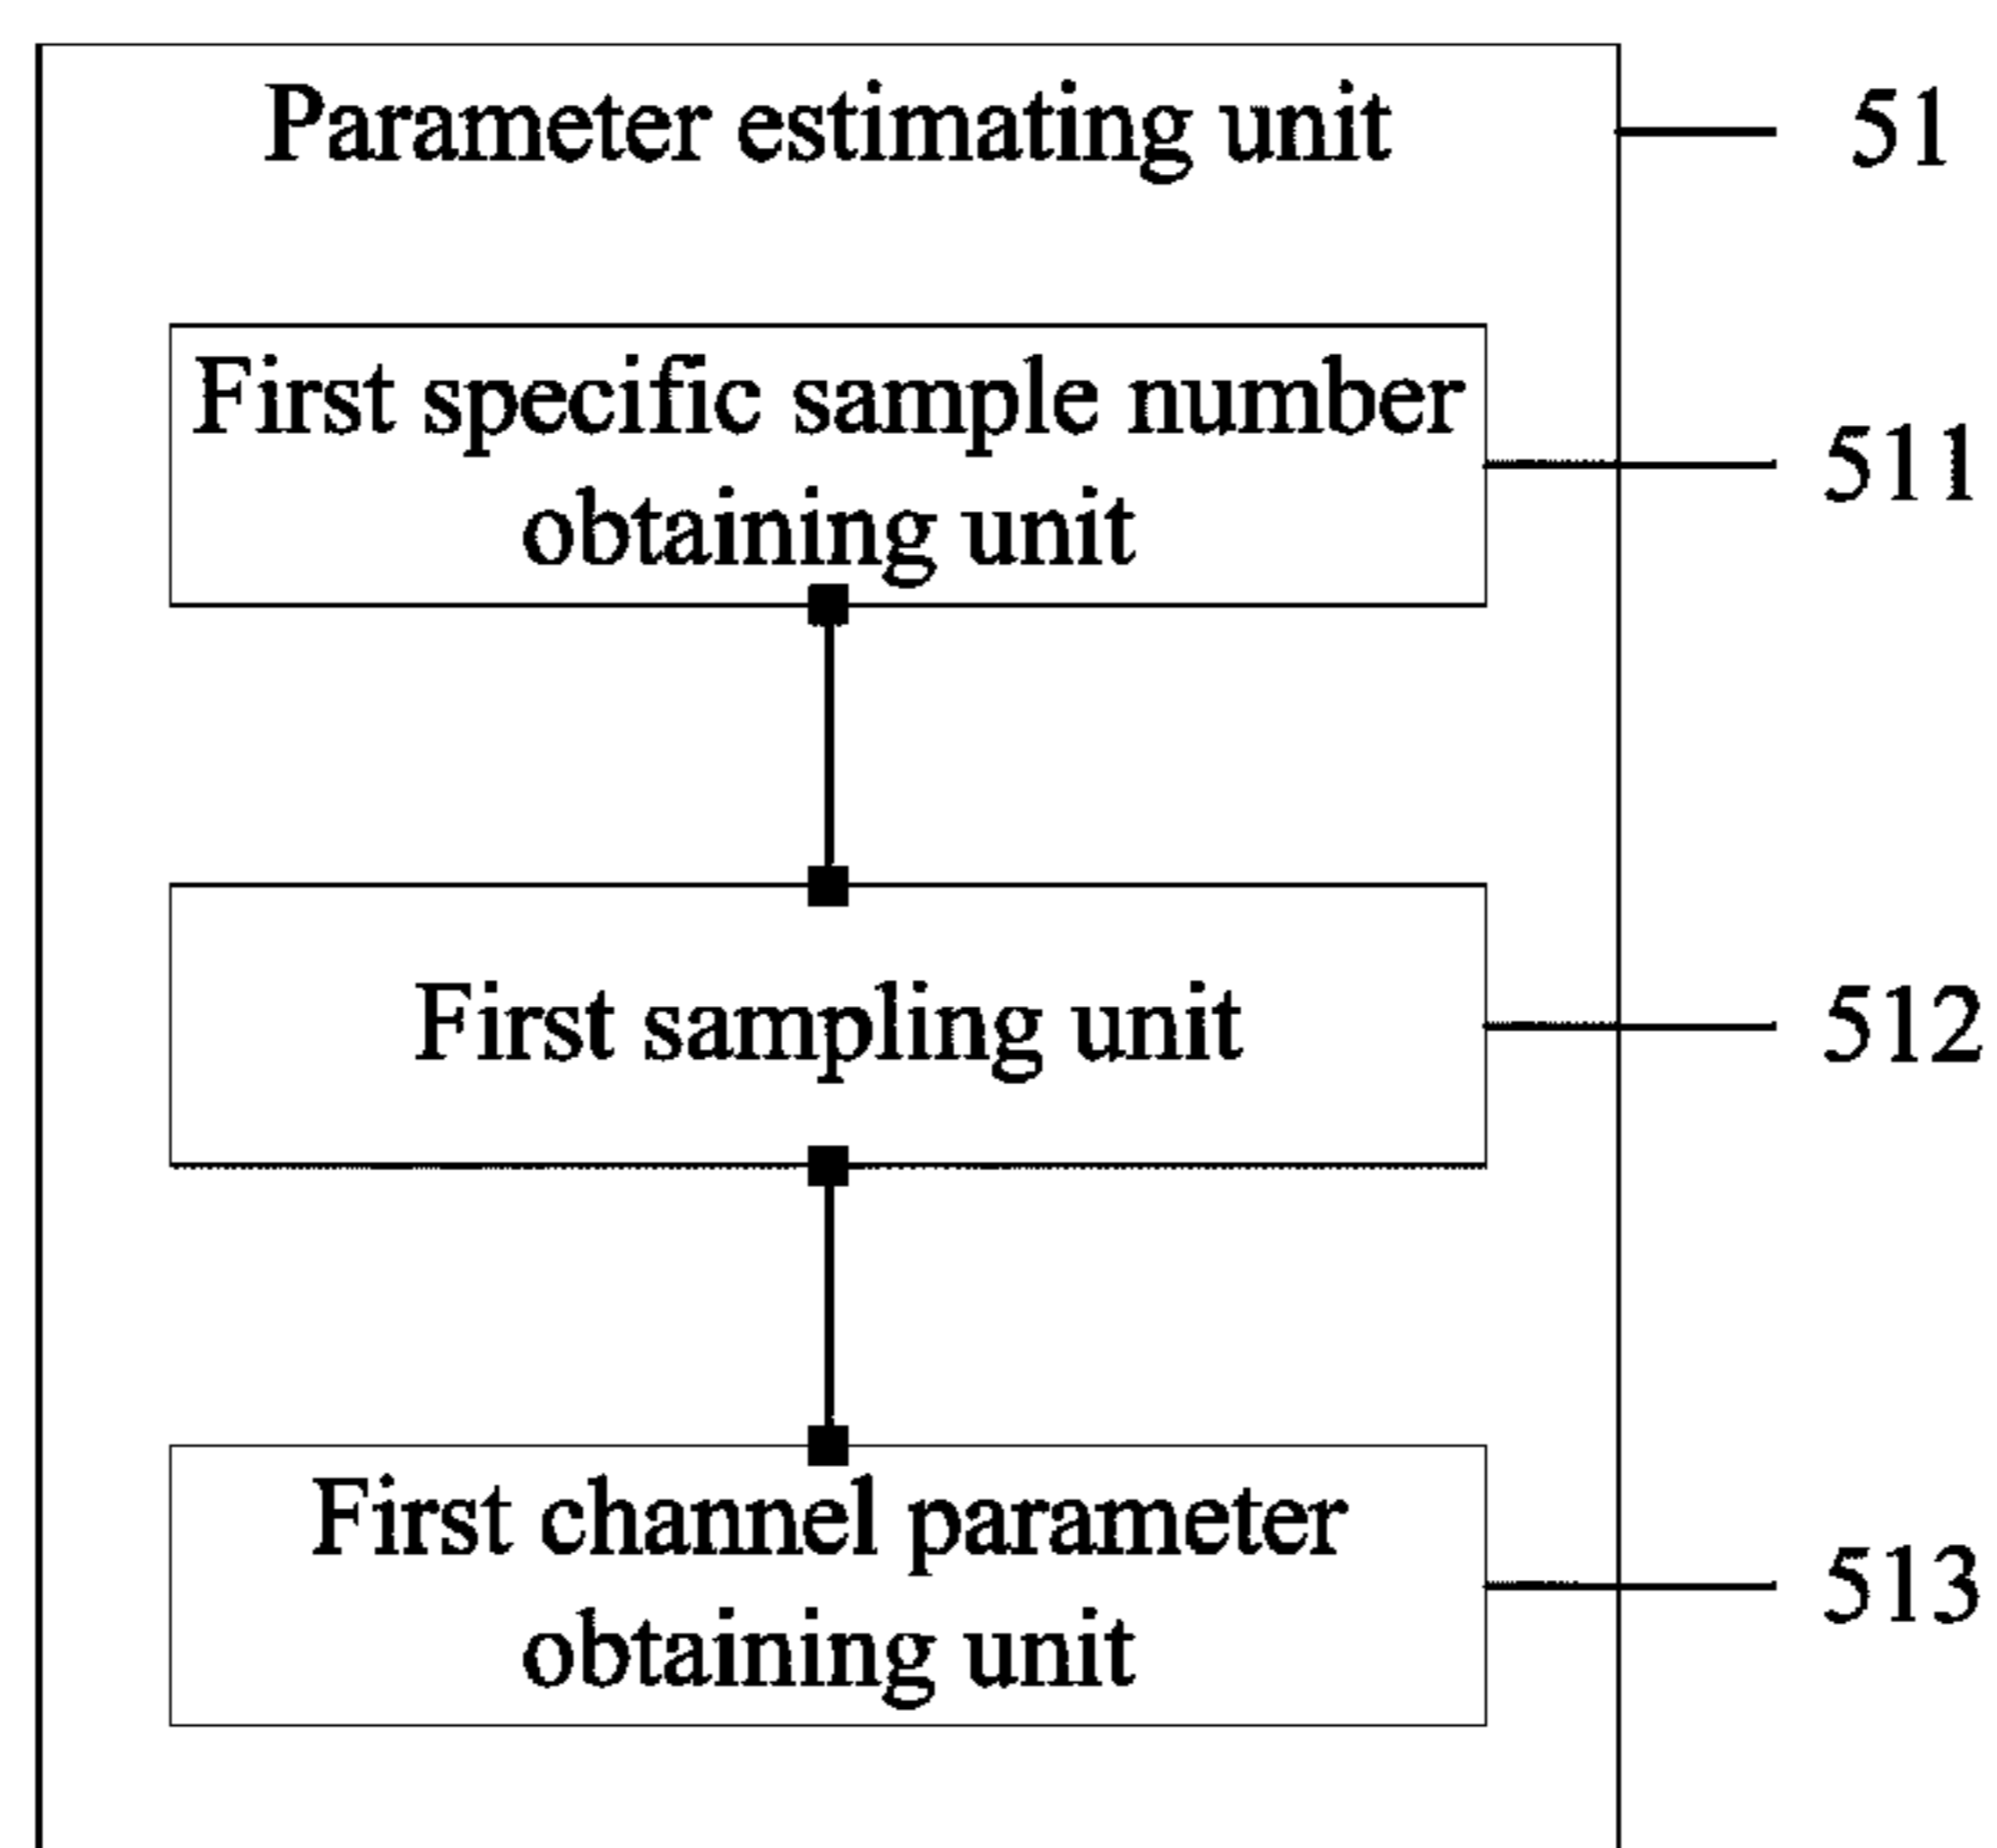 Parameter estimating unit 51
First specific sample number
obtaining unit
511
First sampling unit 512
First channel parameter
obtaining unit
513